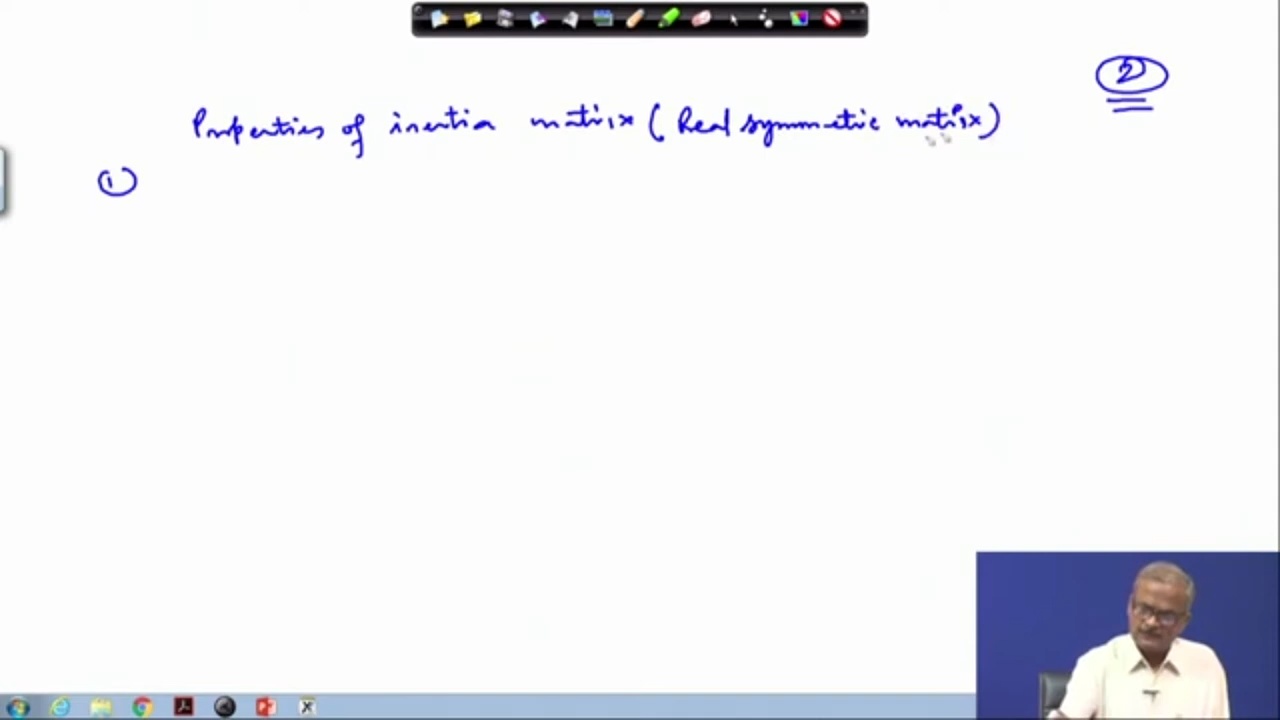 ②
Properties of inertia matrix (Real symmetric matrix)
①